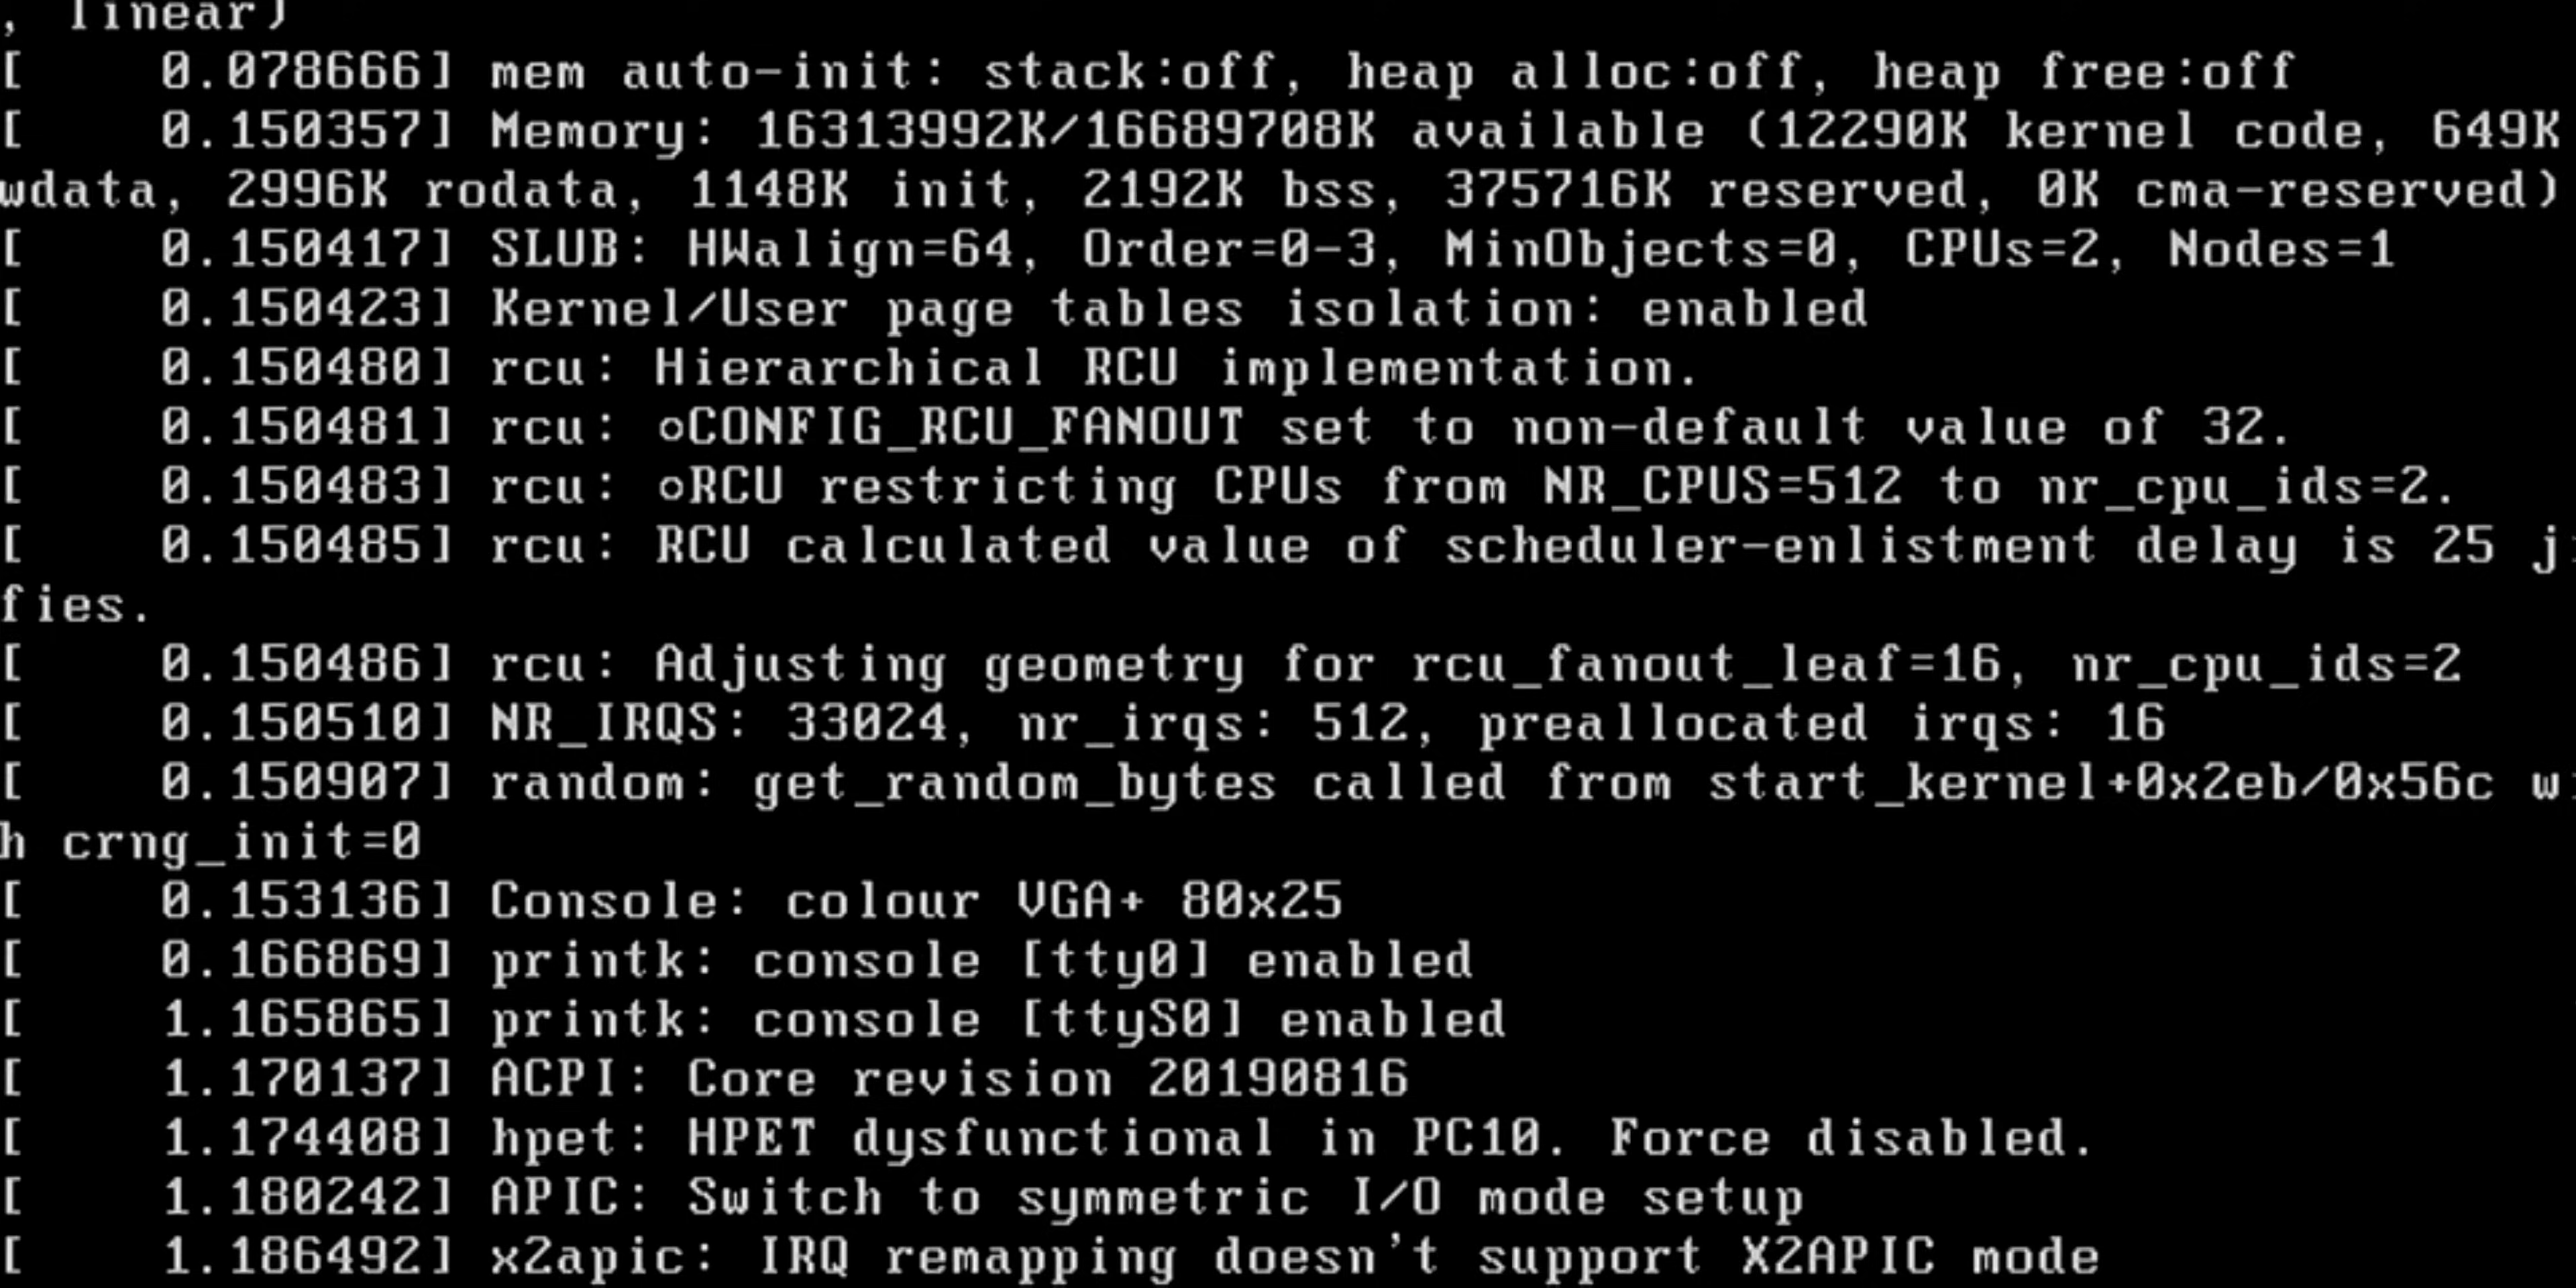 , linear)
[    0.078666] mem auto-init: stack:off, heap alloc:off, heap free:off
[    0.150357] Memory: 16313992K/16689708K available (12290K kernel code, 649K
wdata, 2996K rodata, 1148K init, 2192K bss, 375716K reserved, 0K cma-reserved)
[    0.150417] SLUB: HWalign=64, Order=0-3, MinObjects=0, CPUs=2, Nodes=1
[    0.150423] Kernel/User page tables isolation: enabled
[    0.150480] rcu: Hierarchical RCU implementation.
[    0.150481] rcu: ○CONFIG_RCU_FANOUT set to non-default value of 32.
[    0.150483] rcu: ○RCU restricting CPUs from NR_CPUS=512 to nr_cpu_ids=2.
[    0.150485] rcu: RCU calculated value of scheduler-enlistment delay is 25 j
fies.
[    0.150486] rcu: Adjusting geometry for rcu_fanout_leaf=16, nr_cpu_ids=2
[    0.150510] NR_IRQS: 33024, nr_irqs: 512, preallocated irqs: 16
[    0.150907] random: get_random_bytes called from start_kernel+0x2eb/0x56c w
h crng_init=0
[    0.153136] Console: colour VGA+ 80x25
[    0.166869] printk: console [tty0] enabled
[    1.165865] printk: console [ttyS0] enabled
[    1.170137] ACPI: Core revision 20190816
[    1.174408] hpet: HPET dysfunctional in PC10. Force disabled.
[    1.180242] APIC: Switch to symmetric I/O mode setup
[    1.186492] x2apic: IRQ remapping doesn't support X2APIC mode